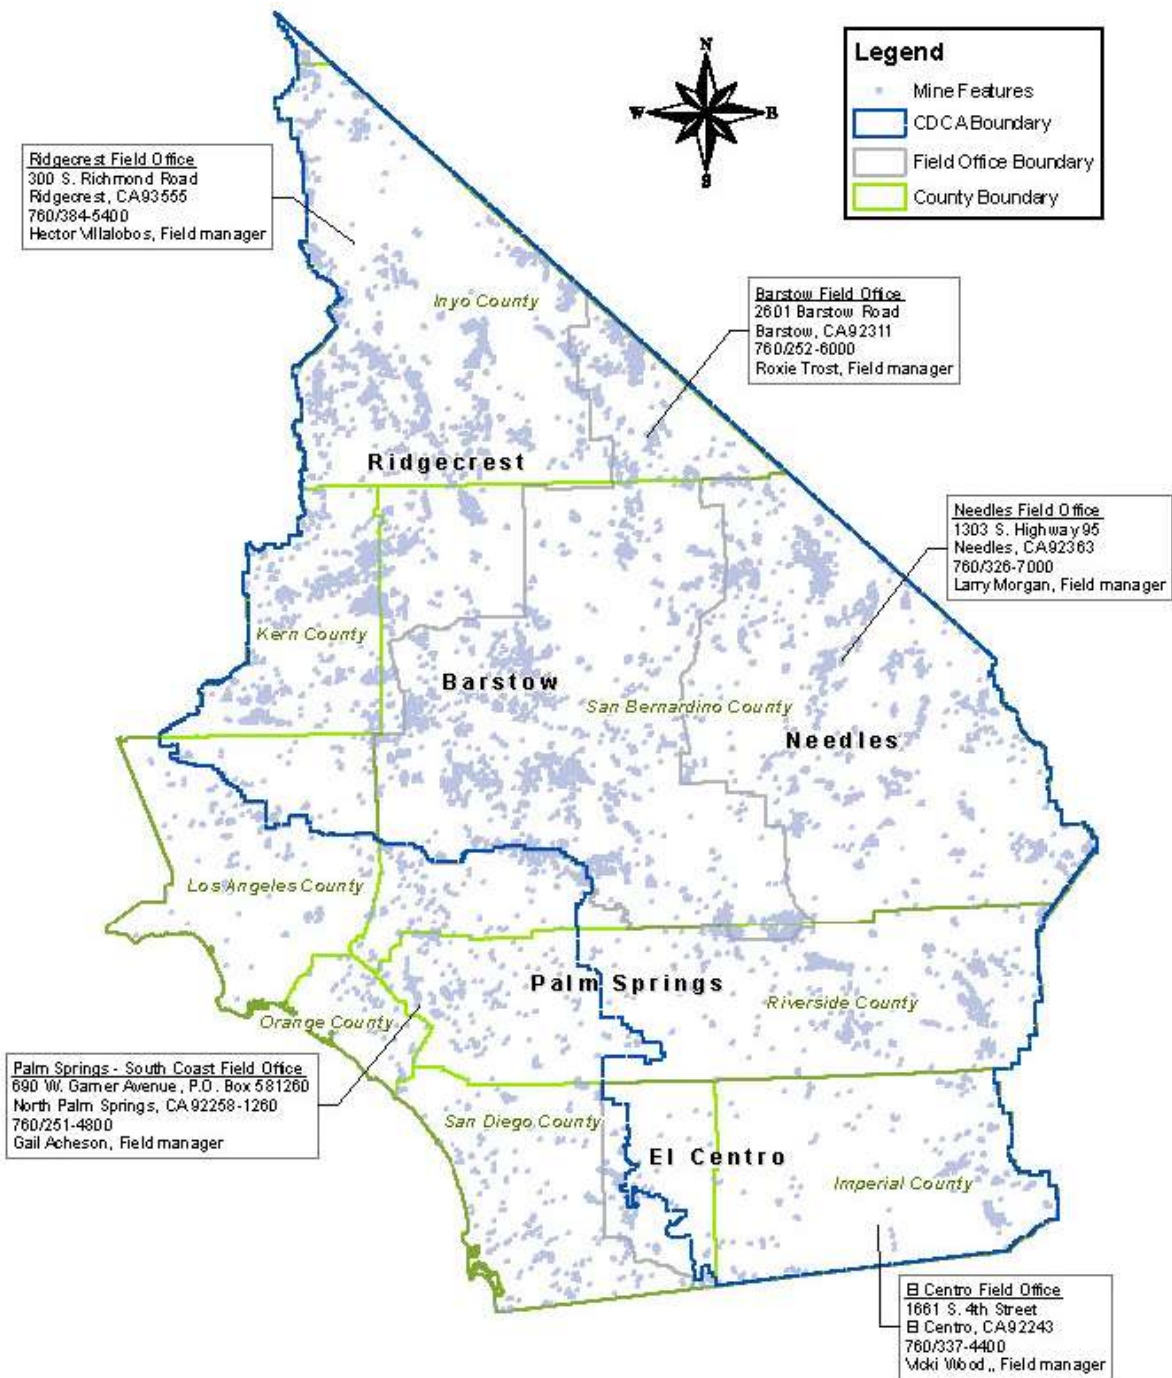 N
W
B
S
Legend
Mine Features
CDCA Boundary
Field Office Boundary
County Boundary
Ridgecrest Field Office
300 S. Richmond Road
Ridgecrest, CA 93555
760/384-5400
Hector Villalobos, Field manager
Inyo County
Barstow Field Office
2601 Barstow Road
Barstow, CA 92311
760/252-6000
Roxie Trost, Field manager
Ridgecrest
Needles Field Office
1303 S. Highway 95
Needles, CA 92363
760/326-7000
Larry Morgan, Field manager
Kern County
Barstow
San Bernardino County
Needles
Los Angeles County
Palm Springs
Riverside County
Orange County
Palm Springs - South Coast Field Office
690 W. Garner Avenue, P.O. Box 581260
North Palm Springs, CA 92258-1260
760/251-4800
Gail Acheson, Field manager
San Diego County
El Centro
Imperial County
El Centro Field Office
1661 S. 4th Street
El Centro, CA 92243
760/337-4400
Vicki Wood,, Field manager